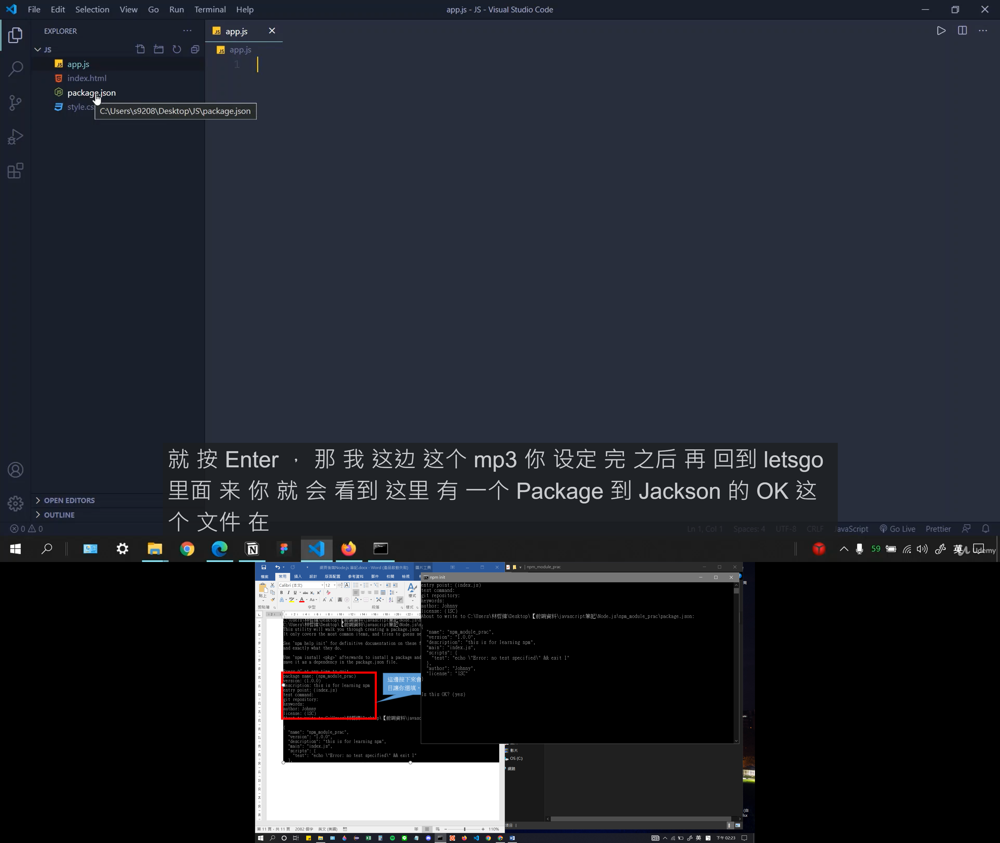 File Edit Selection View Go Run Terminal Help
app.js - JS - Visual Studio Code
EXPLORER
JS
app.js
index.html
package.json
style.cs
C:\Users\s9208\Desktop\JS\package.json
app.js
app.js
1
就 按 Enter ， 那 我 这边 这个 mp3 你 设定 完 之后 再 回到 letsgo
里面 来 你 就 会 看到 这里 有 一个 Package 到 Jackson 的 OK 这
个 文件 在
OPEN EDITORS
OUTLINE
0 0
Ln 1, Col 1 Spaces: 4 UTF-8 CRLF avaScript Go Live Prettier
59 英
Udemy
網頁後端Node.js 筆記.docx - Word (產品啟動失敗) 圖片工具
檔案 常用 插入 設計 版面配置 參考資料 郵件 校閱 檢視
Calibri (本文) 12
貼上
樣式
剪貼簿 字型 段落 樣式
C:\Users\林哲緯\Desktop\【前端資料\javascript筆記\Node.js\n
C:\Users\林哲緯\Desktop\【前端資料\javascript筆記\Node.js\n
This utility will walk you through creating a package.json
It only covers the most common items, and tries to guess se
See `npm help init` for definitive documentation on these f
and exactly what they do.
Use `npm install <pkg>` afterwards to install a package and
save it as a dependency in the package.json file.
Press ^C at any time to quit.
package name: (npm_module_prac)
version: (1.0.0)
description: this is for learning npm
entry point: (index.js)
test command:
git repository:
keywords:
author: Johnny
license: (ISC)
About to write to C:\Users\林哲緯\Desktop\【前端資料\javasc
{
"name": "npm_module_prac",
"version": "1.0.0",
"description": "this is for learning npm",
"main": "index.js",
"scripts": {
"test": "echo \"Error: no test specified\" && exit 1"
},
這邊接下來會
目讓你選填，
第 11 頁，共 11 頁 2082 個字 英文 (美國) 110%
npm_module_prac
npm init
entry point: (index.js)
test command:
git repository:
keywords:
author: Johnny
license: (ISC)
About to write to C:\Users\林哲緯\Desktop\【前端資料\javascript筆記\Node.js\npm_module_prac\package.json:
{
"name": "npm_module_prac",
"version": "1.0.0",
"description": "this is for learning npm",
"main": "index.js",
"scripts": {
"test": "echo \"Error: no test specified\" && exit 1"
},
"author": "Johnny",
"license": "ISC"
}
Is this OK? (yes)
影片
OS (C:)
網路
項目
英 下午 02:23